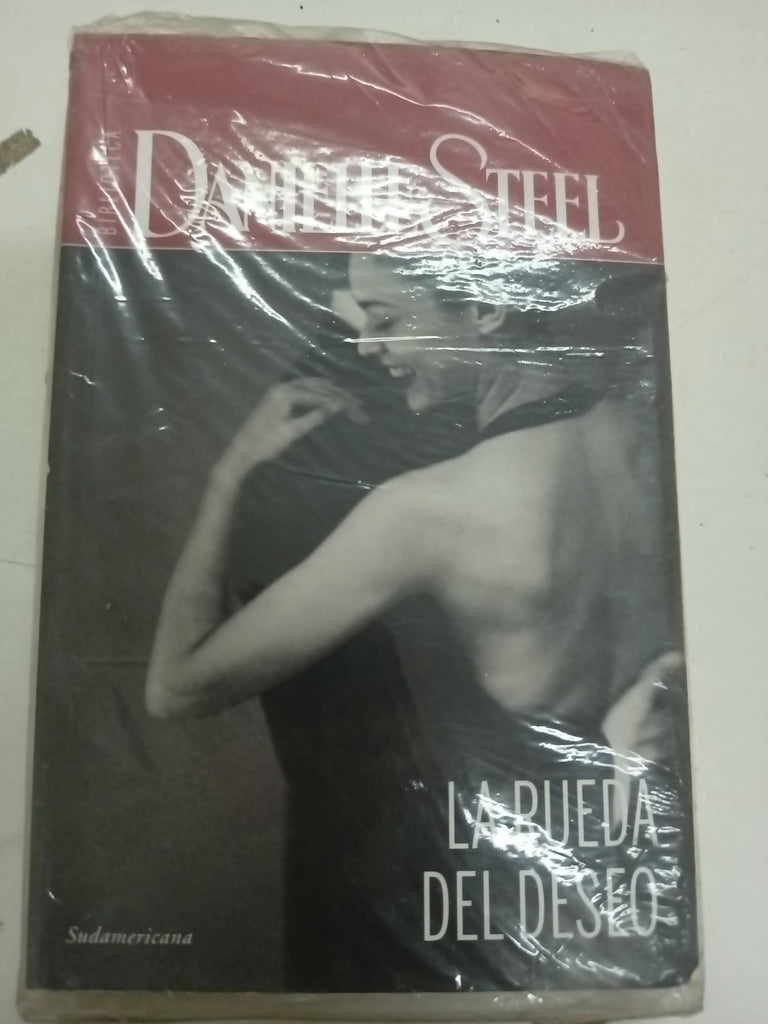 BIBLIOTECA
DANIELLE STEEL
LA RUEDA
DEL DESEO
Sudamericana